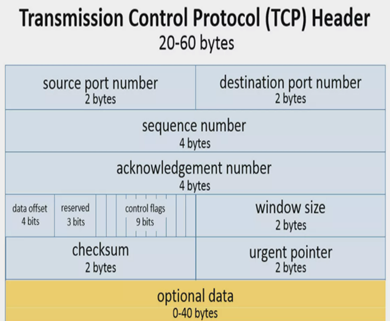 Transmission Control Protocol (TCP) Header
20-60 bytes
source port number
2 bytes
destination port number
2 bytes
sequence number
4 bytes
acknowledgement number
4 bytes
data offset
4 bits
reserved
3 bits
control flags
9 bits
window size
2 bytes
checksum
2 bytes
urgent pointer
2 bytes
optional data
0-40 bytes